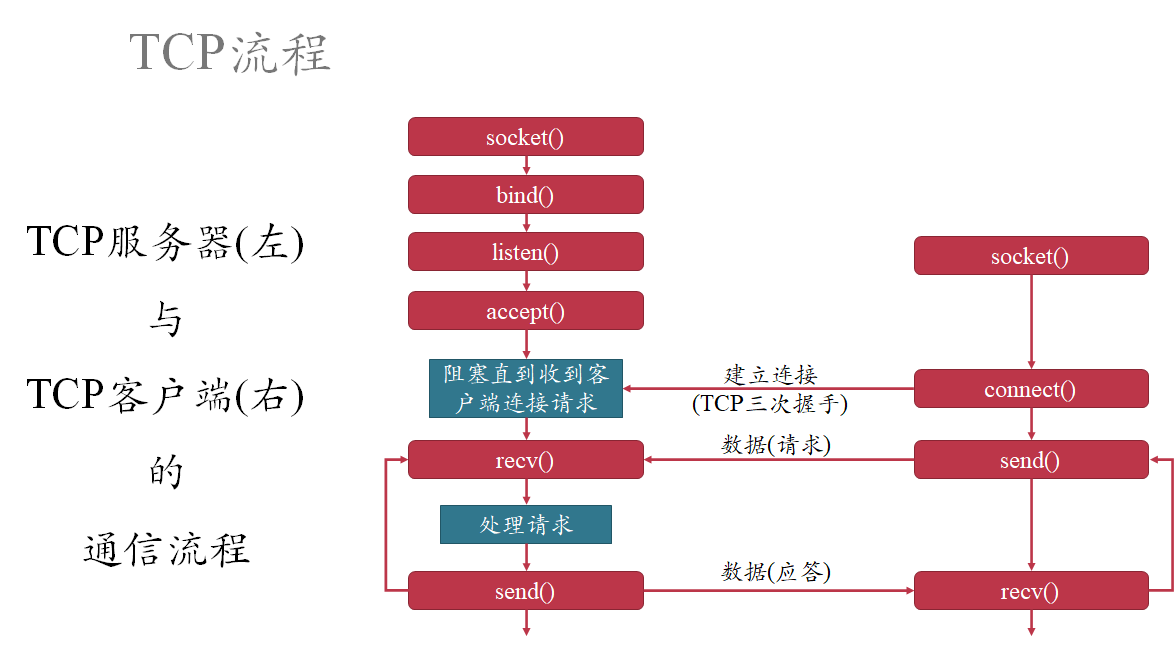 TCP流程
TCP服务器(左)
与
TCP客户端(右)
的
通信流程
socket()
bind()
listen()
accept()
阻塞直到收到客
户端连接请求
recv()
处理请求
send()
建立连接
(TCP三次握手)
数据(请求)
数据(应答)
socket()
connect()
send()
recv()